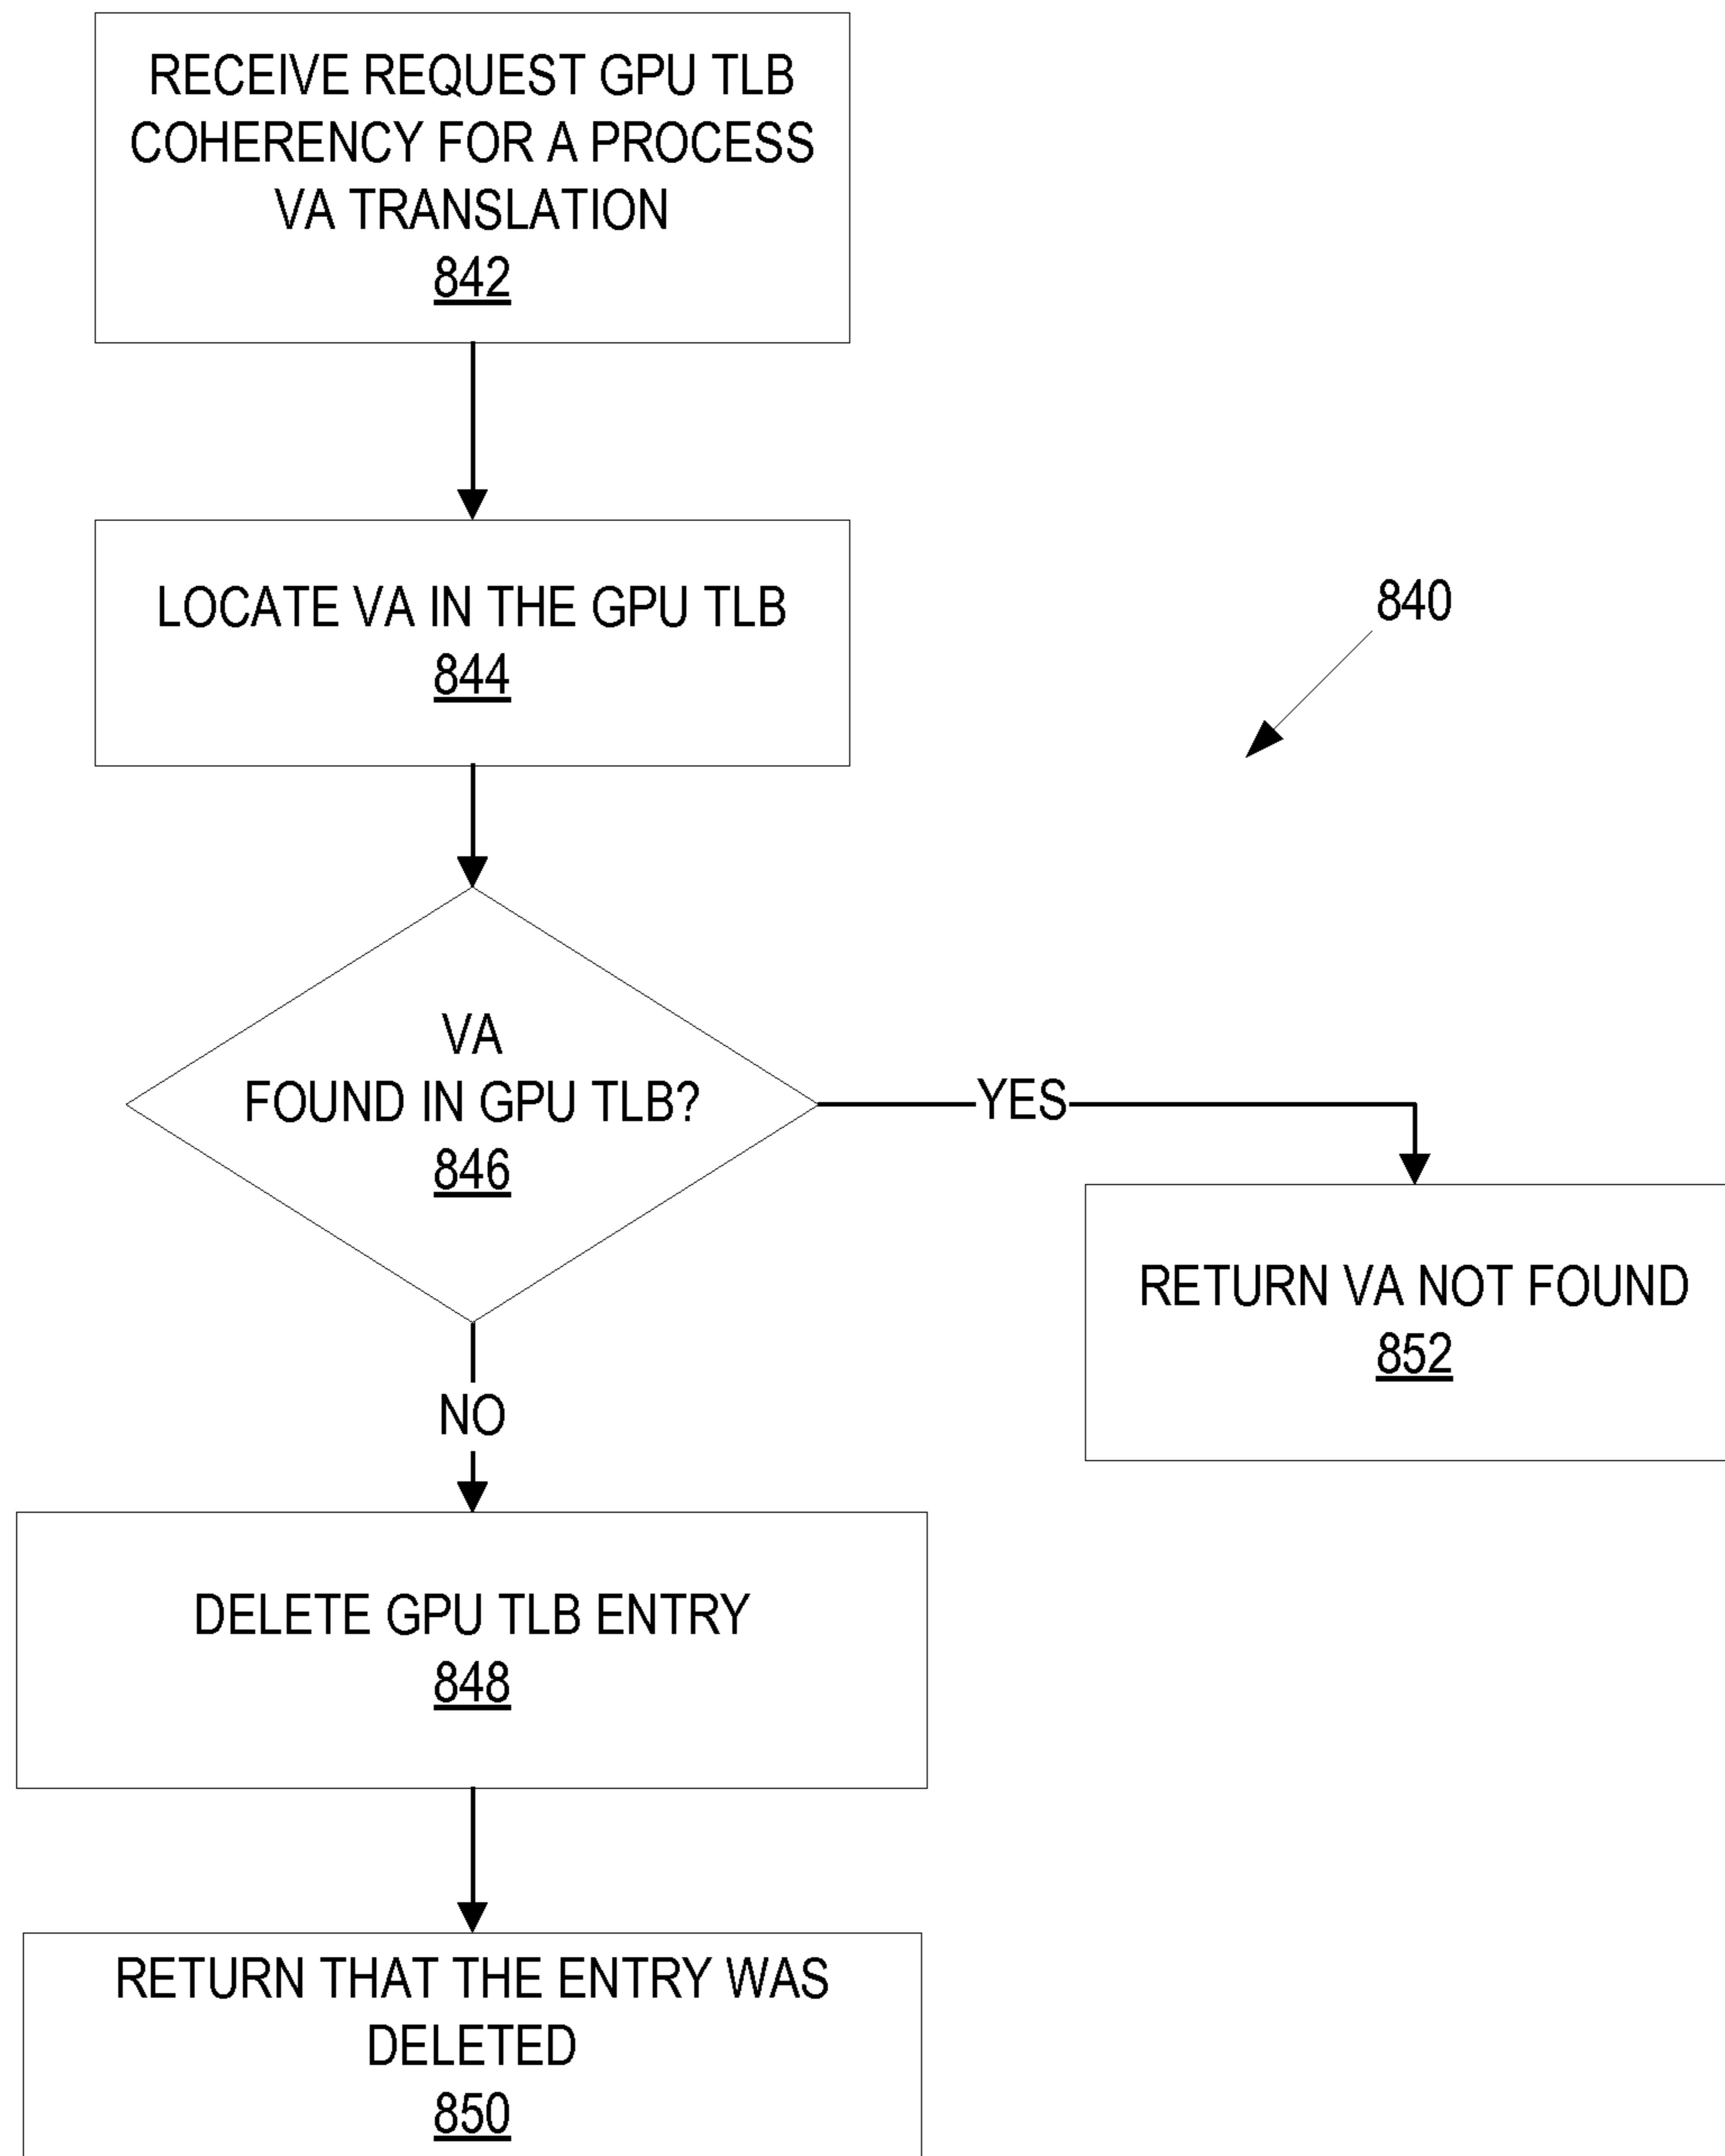 RECEIVE REQUEST GPU TLB
COHERENCY FOR A PROCESS
VA TRANSLATION
842
LOCATE VA IN THE GPU TLB
844
840
VA
FOUND IN GPU TLB?
846
YES
RETURN VA NOT FOUND
852
NO
DELETE GPU TLB ENTRY
848
RETURN THAT THE ENTRY WAS
DELETED
850